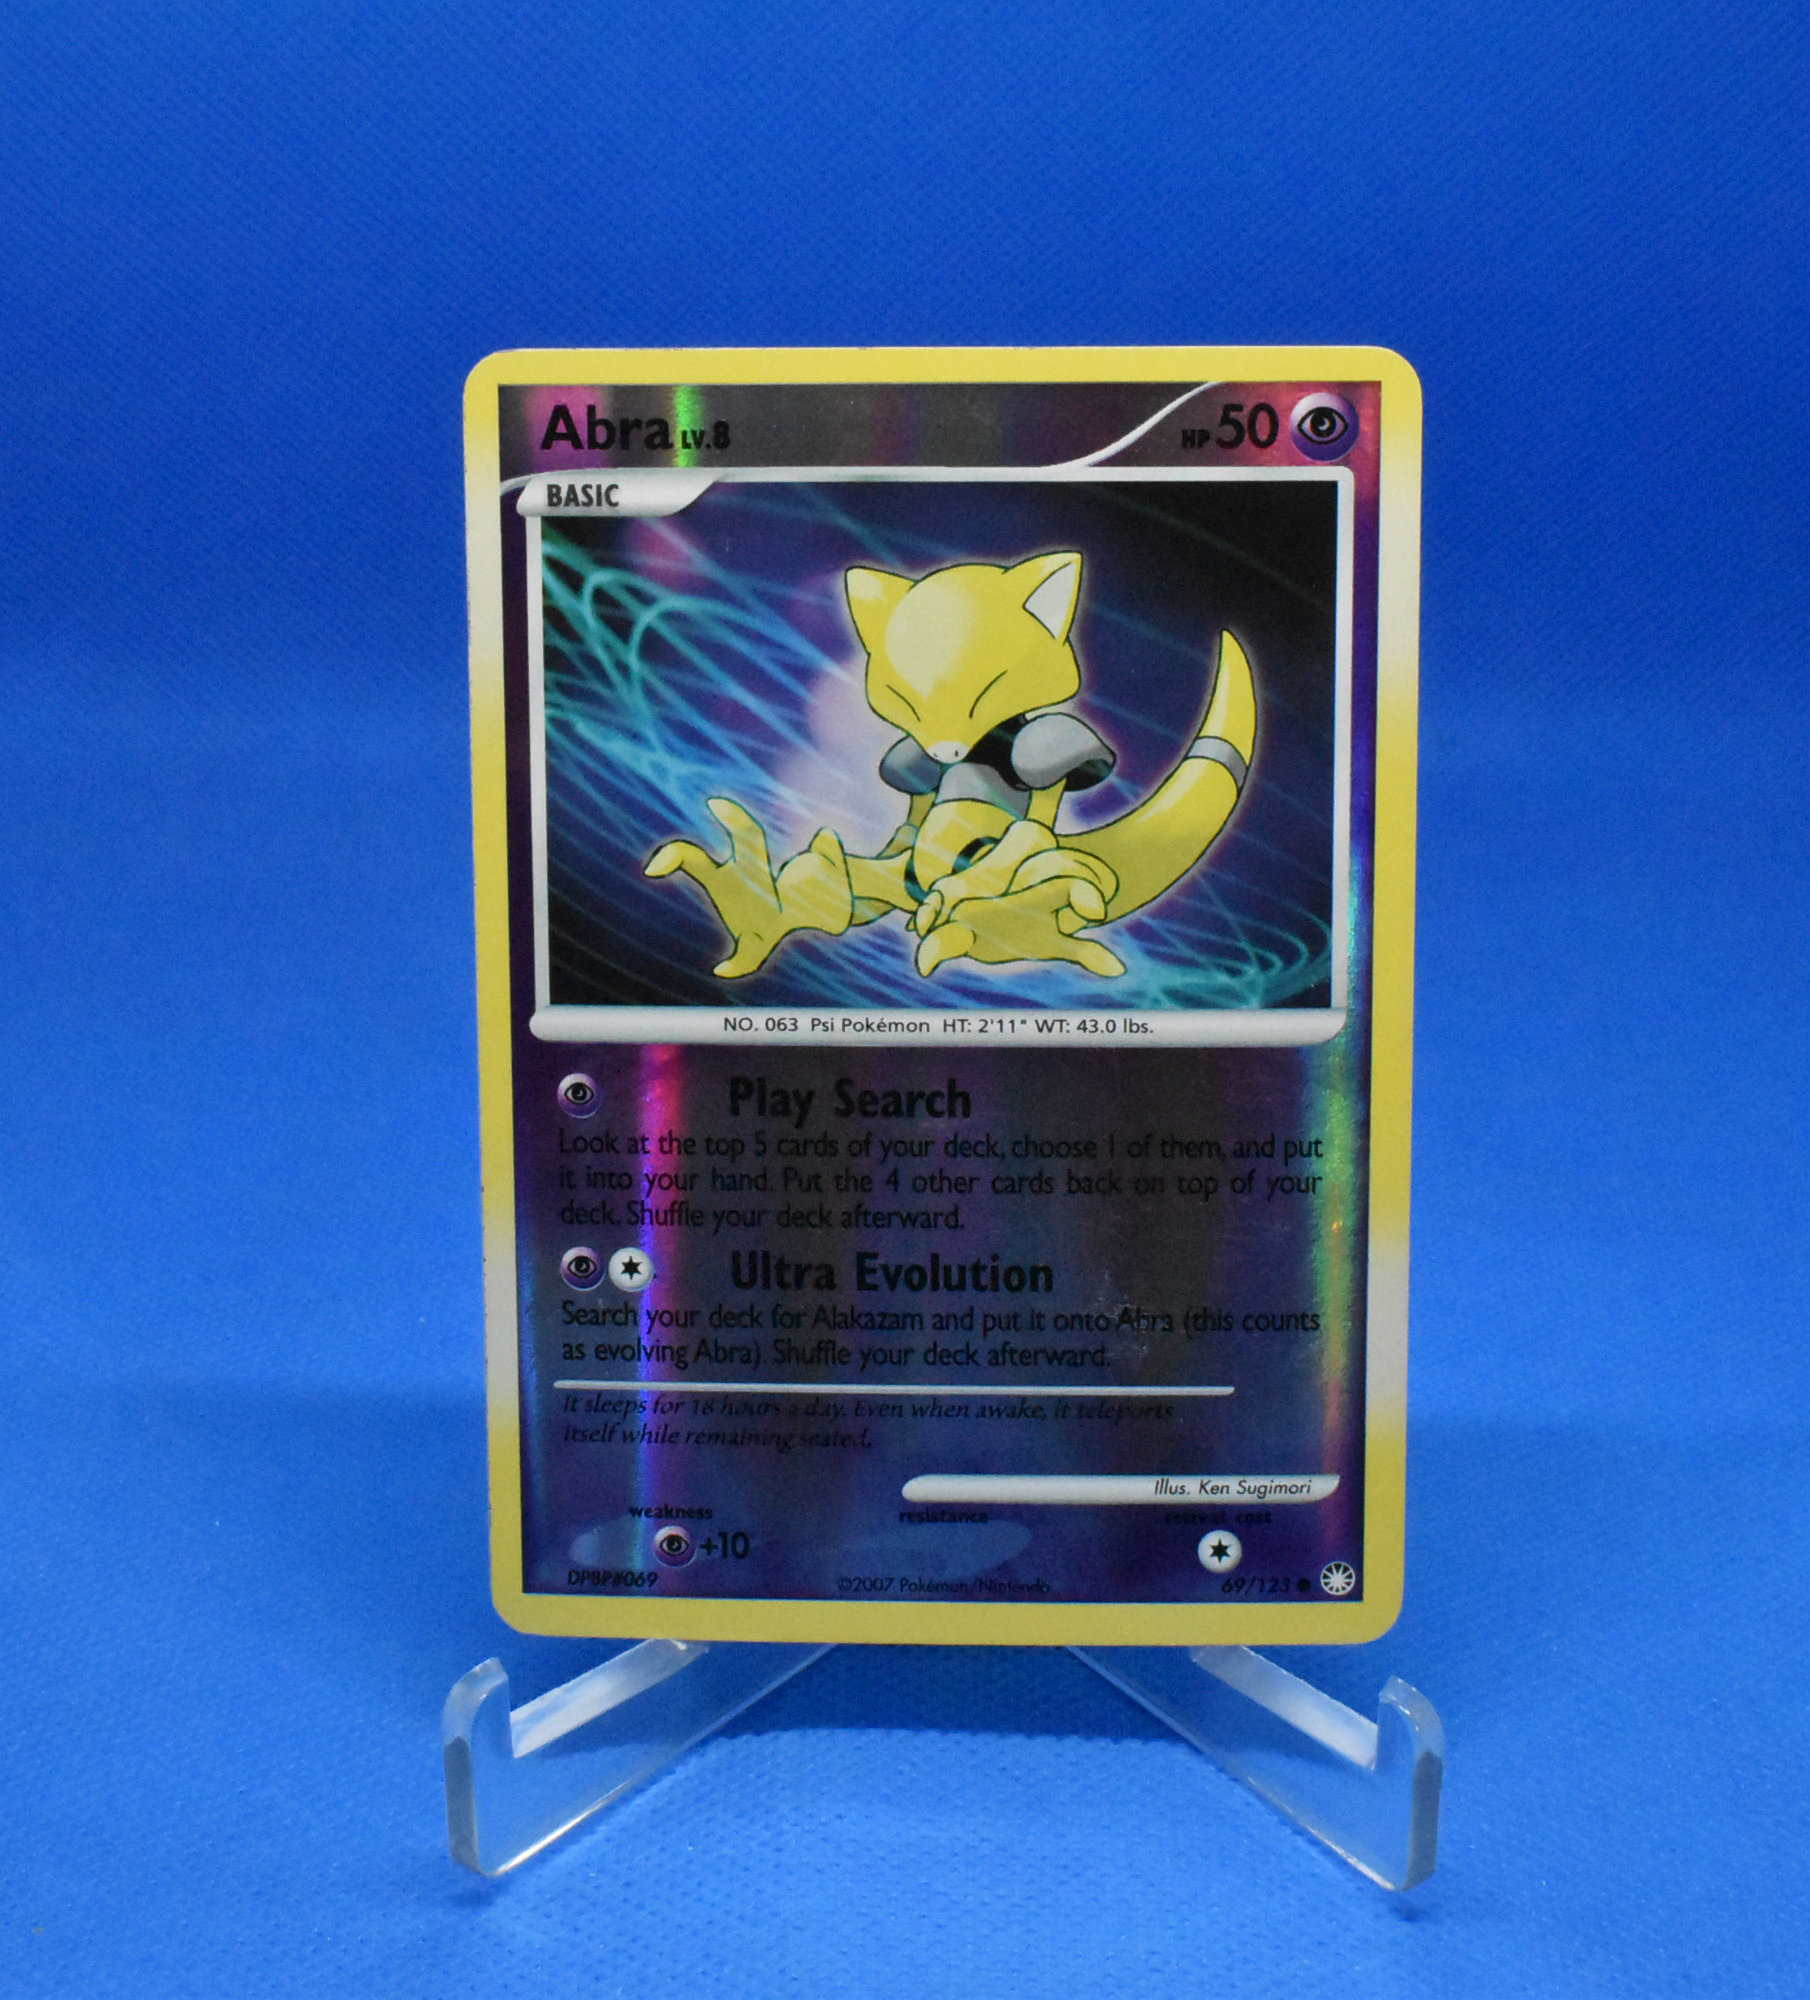 Abra LV.8 HP 50
BASIC
NO. 063 Psi Pokémon HT: 2'11" WT: 43.0 lbs.
Play Search
Look at the top 5 cards of your deck, choose 1 of them, and put
it into your hand. Put the 4 other cards back on top of your
deck. Shuffle your deck afterward.
Ultra Evolution
Search your deck for Alakazam and put it onto Abra (this counts
as evolving Abra). Shuffle your deck afterward.
It sleeps for 18 hours a day. Even when awake, it teleports
itself while remaining seated.
Illus. Ken Sugimori
weakness resistance retreat cost
+10
DPBP#069 ©2007 Pokémon/Nintendo 69/123